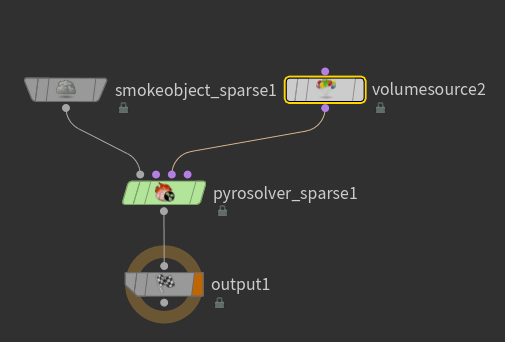 smokeobject_sparse1
volumesource2
pyrosolver_sparse1
output1